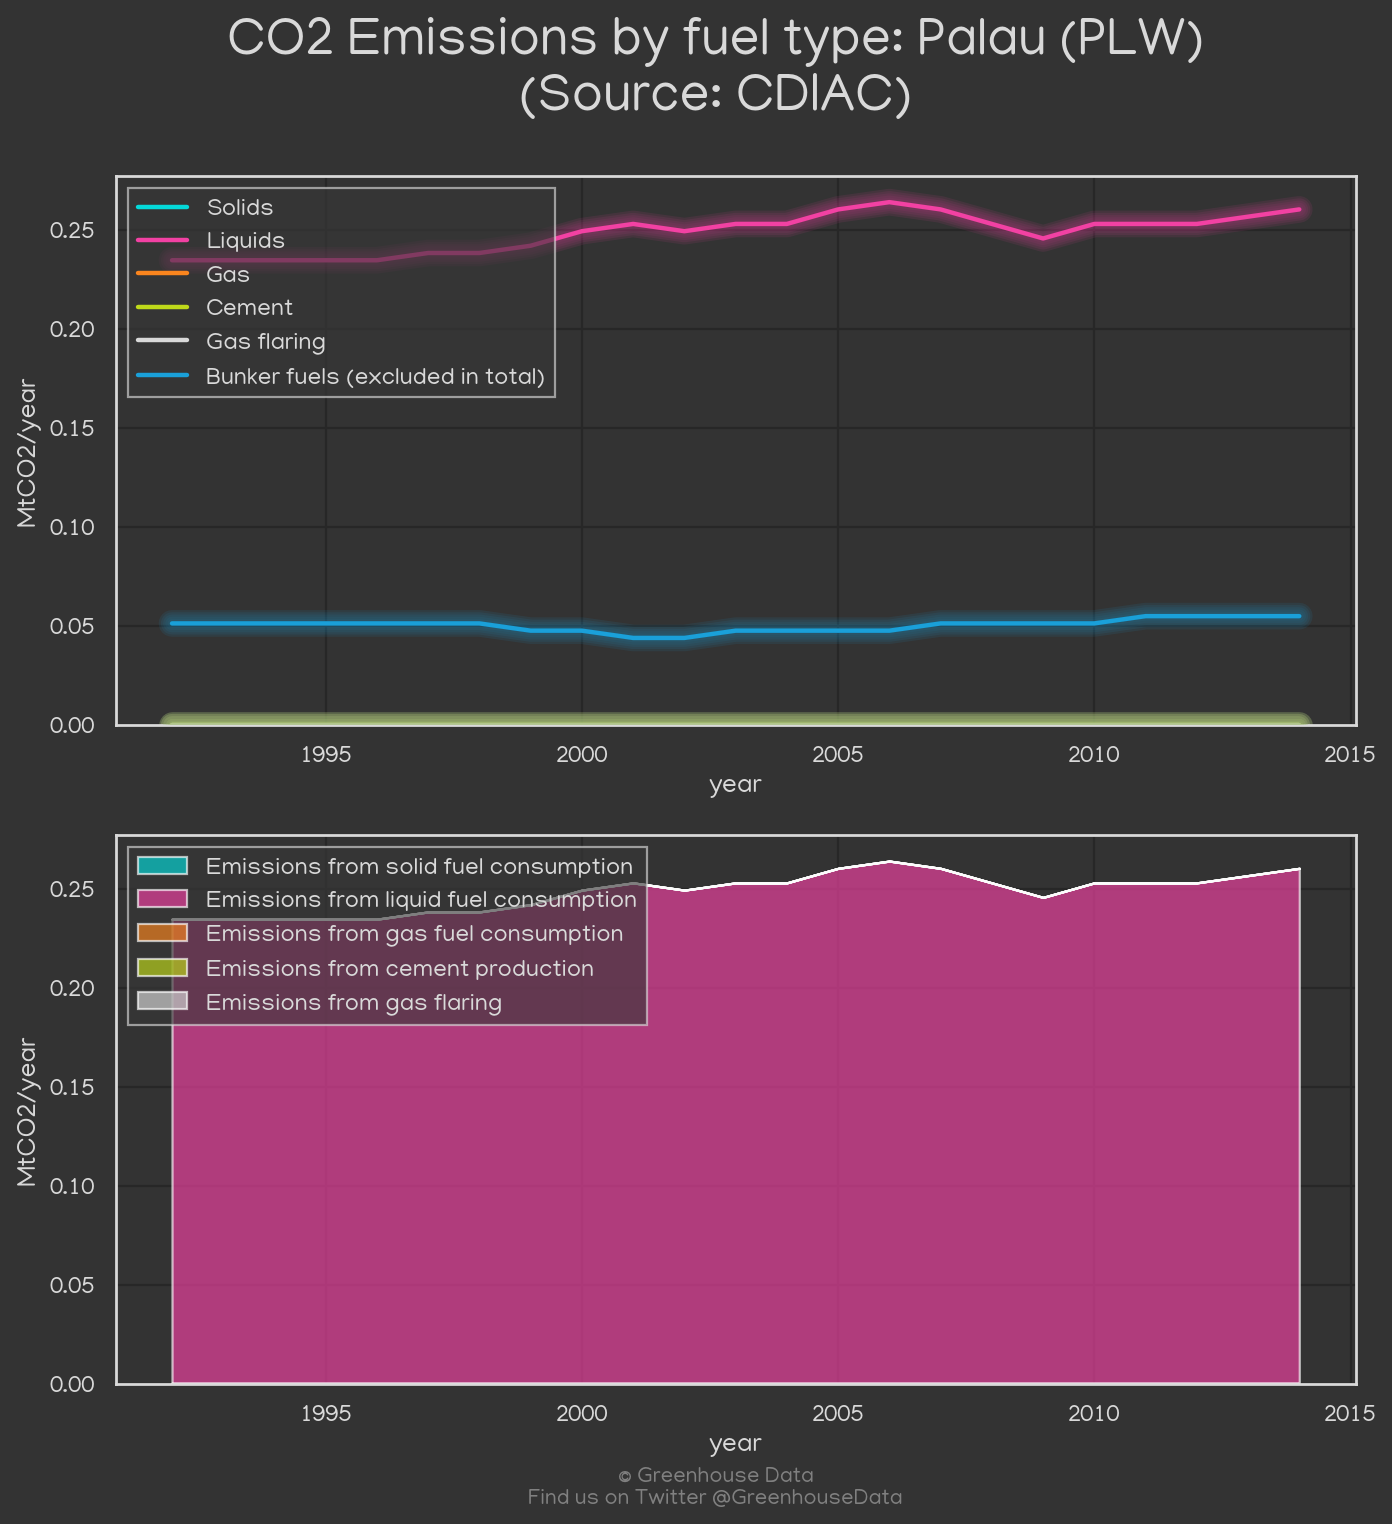 CO2 Emissions by fuel type: Palau (PLW)
(Source: CDIAC)
Solids
Liquids
Gas
Cement
Gas flaring
Bunker fuels (excluded in total)
MtCO2/year
0.25
0.20
0.15
0.10
0.05
0.00
1995 2000 2005 2010 2015
year
Emissions from solid fuel consumption
Emissions from liquid fuel consumption
Emissions from gas fuel consumption
Emissions from cement production
Emissions from gas flaring
MtCO2/year
0.25
0.20
0.15
0.10
0.05
0.00
1995 2000 2005 2010 2015
year
© Greenhouse Data
Find us on Twitter @GreenhouseData